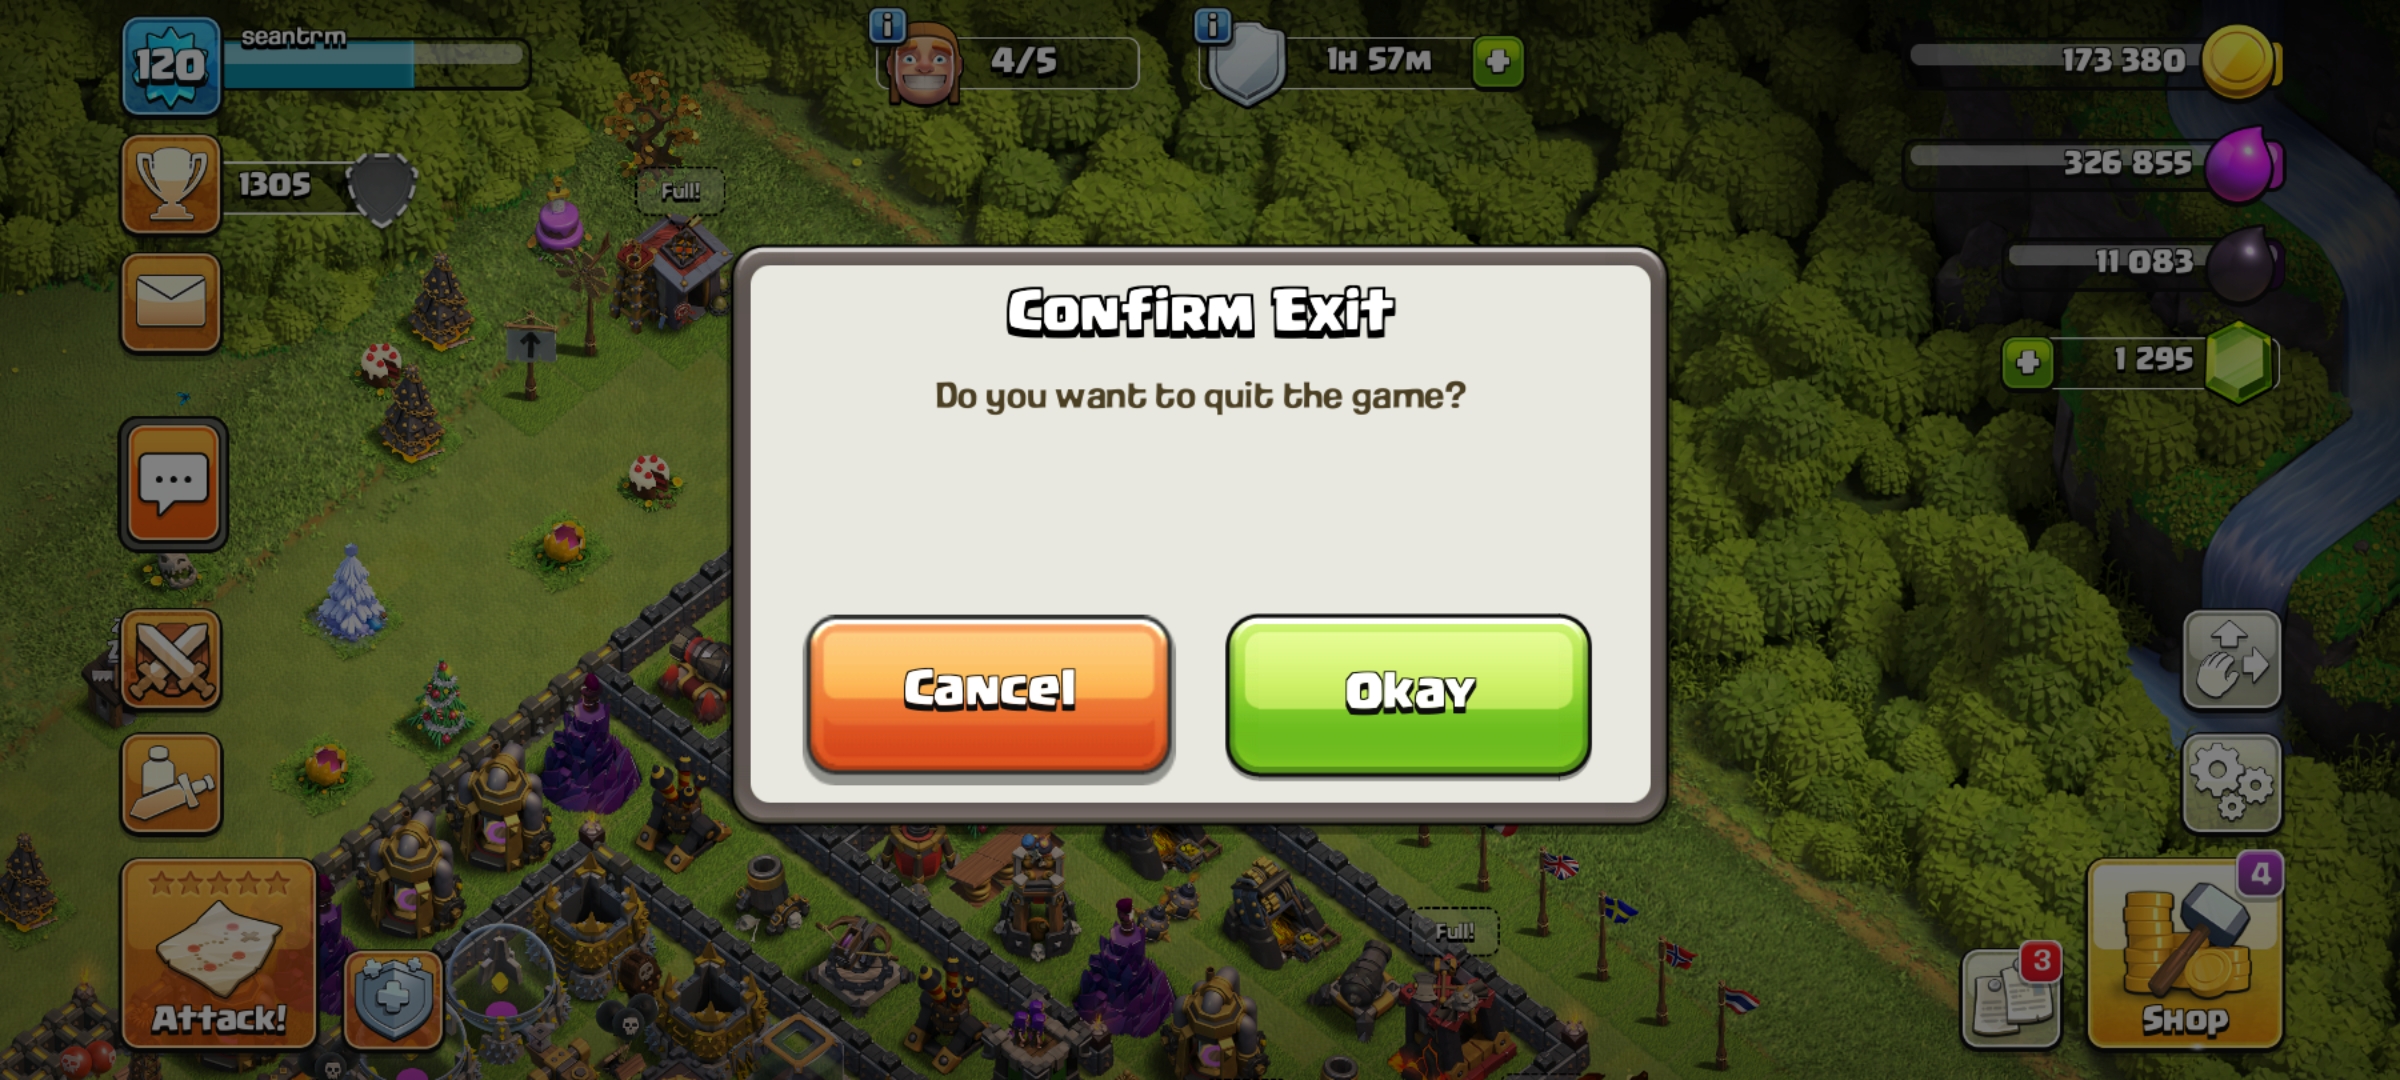 120
seantrm
4/5
1H 57M
173 380
1305
326 855
Full!
11 083
1 295
Confirm Exit
Do you want to quit the game?
Cancel
Okay
4
Full!
3
Attack!
Shop